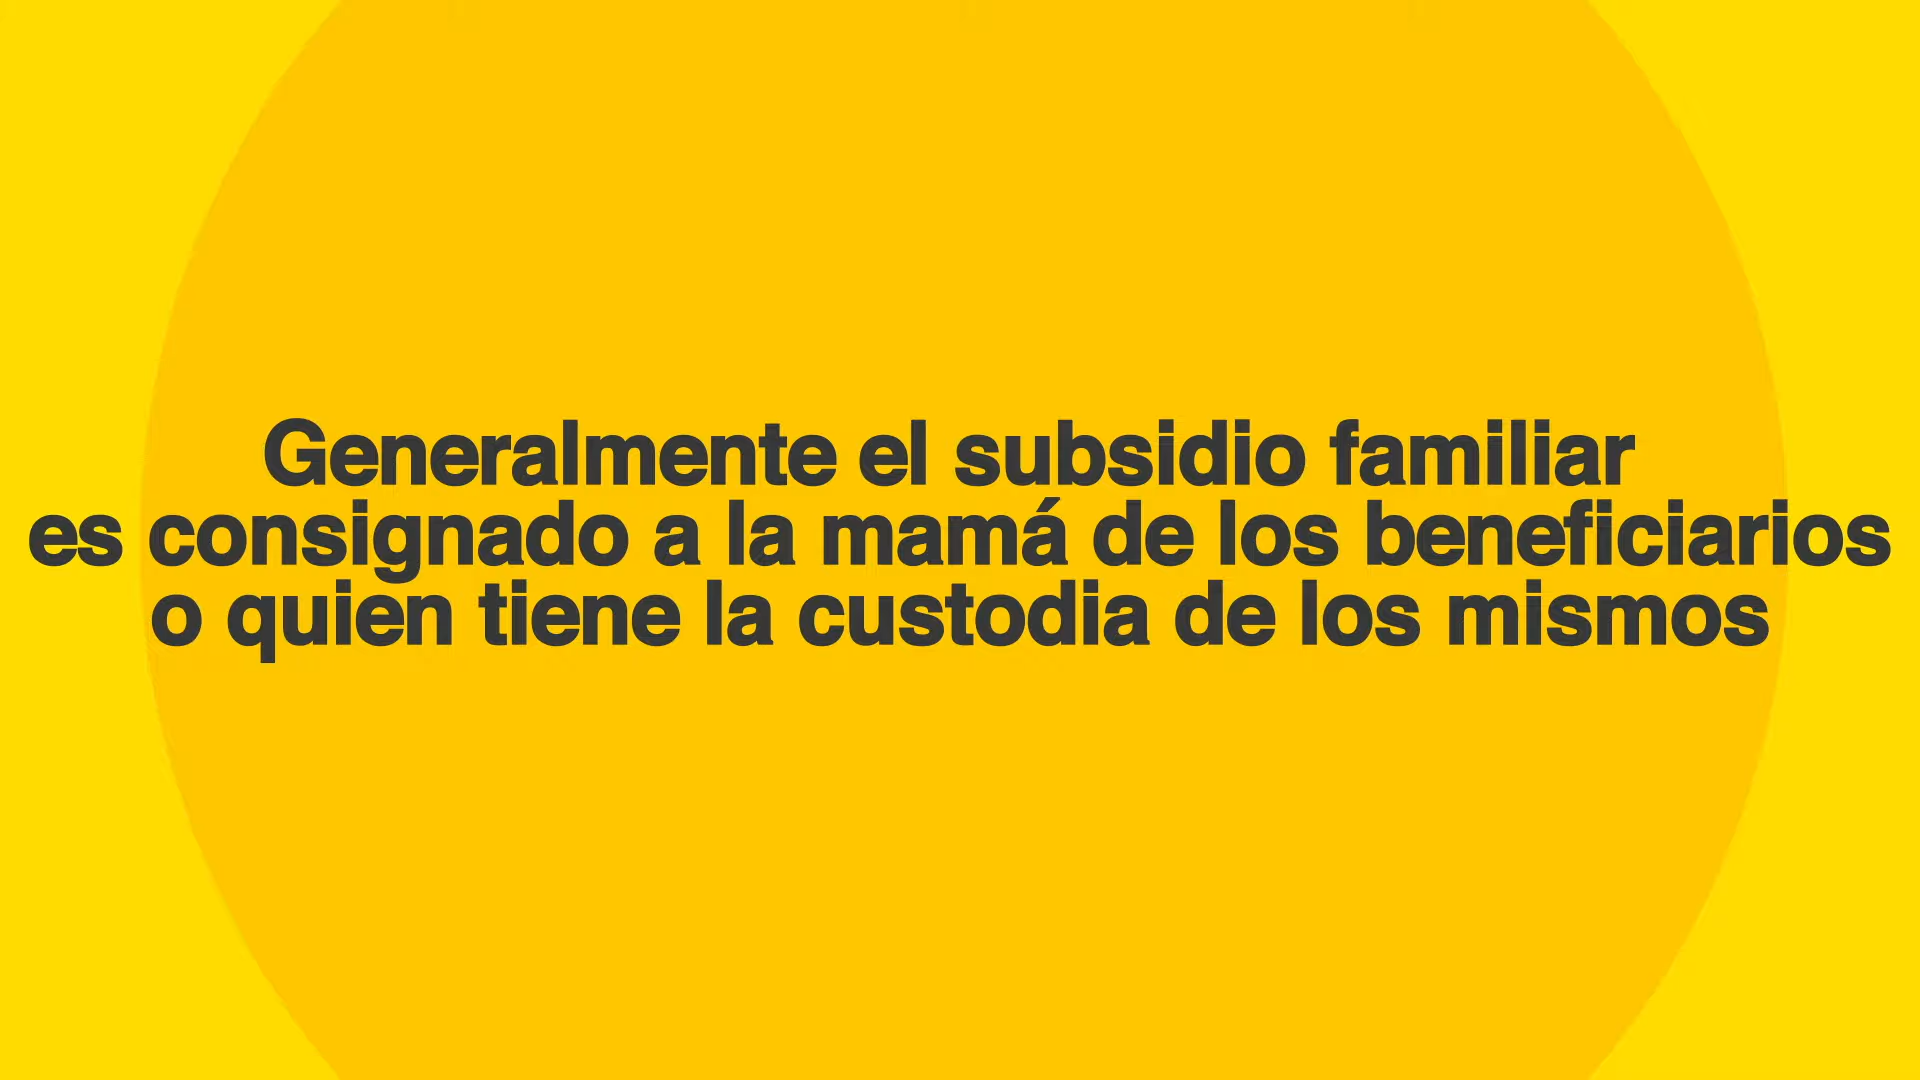 Generalmente el subsidio familiar
es consignado a la mamá de los beneficiarios
o quien tiene la custodia de los mismos